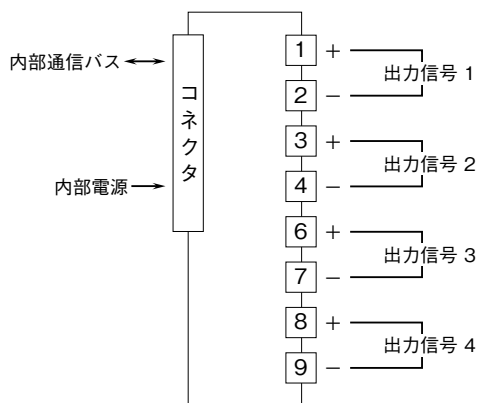 内部通信バス
内部電源
コネクタ
1 +
出力信号 1
2 −
3 +
出力信号 2
4 −
6 +
出力信号 3
7 −
8 +
出力信号 4
9 −